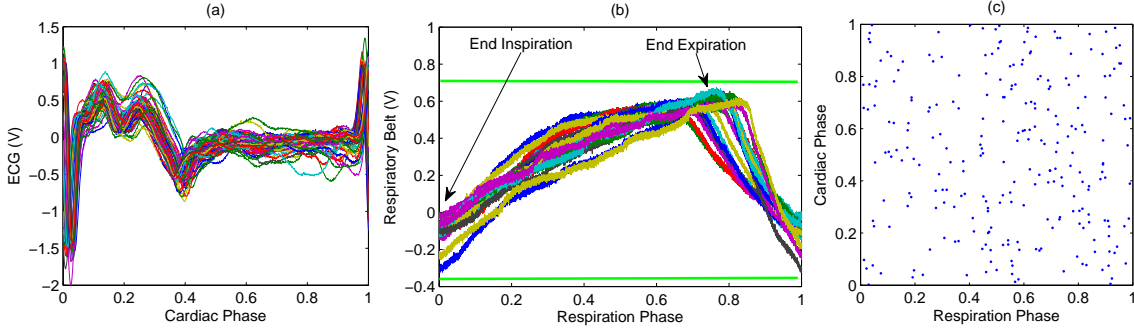 (a)
1.5
1
0.5
0
−0.5
−1
−1.5
−2
ECG (V)
0 0.2 0.4 0.6 0.8 1
Cardiac Phase
(b)
1
0.8
0.6
0.4
0.2
0
−0.2
−0.4
Respiratory Belt (V)
End Inspiration
End Expiration
0 0.2 0.4 0.6 0.8 1
Respiration Phase
(c)
1
0.8
0.6
0.4
0.2
0
Cardiac Phase
0 0.2 0.4 0.6 0.8 1
Respiration Phase